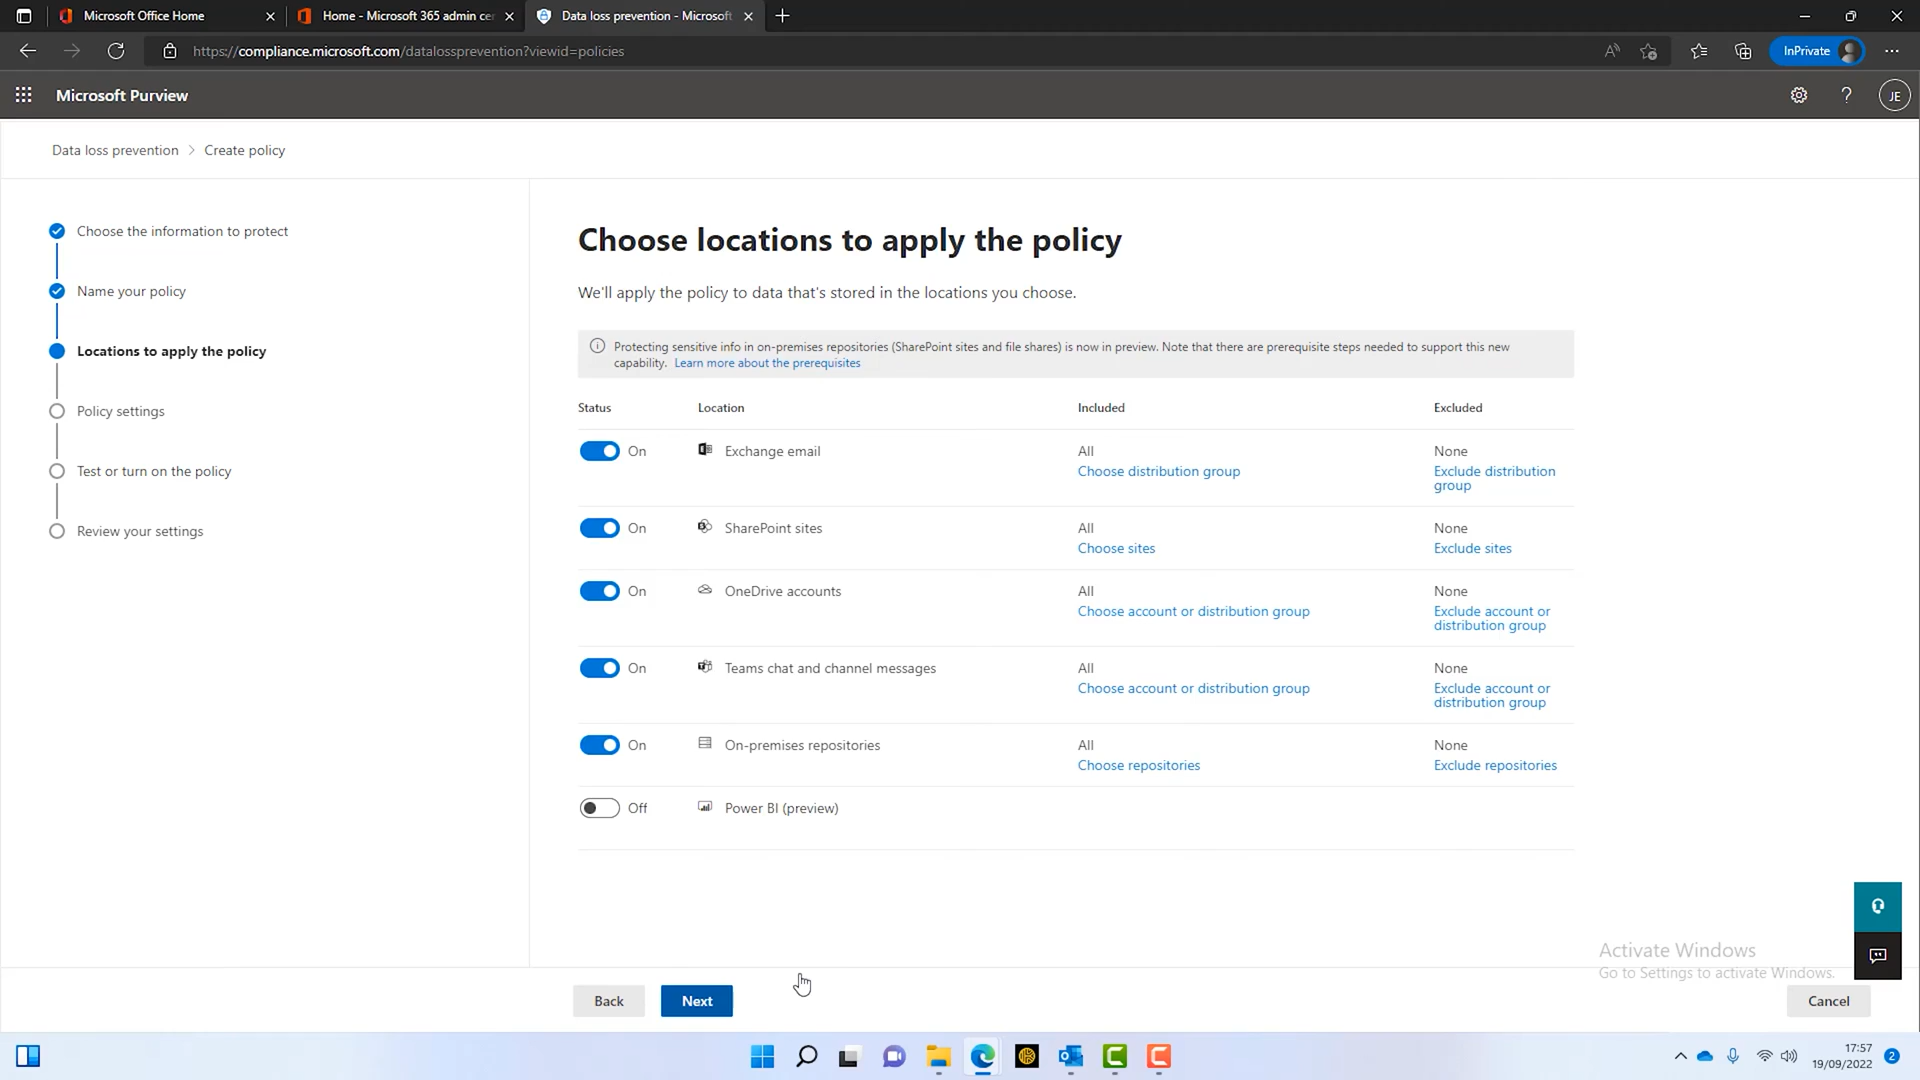 Microsoft Office Home
Home - Microsoft 365 admin cer
Data loss prevention - Microsoft
https://compliance.microsoft.com/datalossprevention?viewid=policies
InPrivate
Microsoft Purview
JE
Data loss prevention > Create policy
Choose the information to protect
Name your policy
Locations to apply the policy
Policy settings
Test or turn on the policy
Review your settings
Choose locations to apply the policy
We'll apply the policy to data that's stored in the locations you choose.
Protecting sensitive info in on-premises repositories (SharePoint sites and file shares) is now in preview. Note that there are prerequisite steps needed to support this new
capability. Learn more about the prerequisites
Status Location Included Excluded
On Exchange email All None
Choose distribution group Exclude distribution
group
On SharePoint sites All None
Choose sites Exclude sites
On OneDrive accounts All None
Choose account or distribution group Exclude account or
distribution group
On Teams chat and channel messages All None
Choose account or distribution group Exclude account or
distribution group
On On-premises repositories All None
Choose repositories Exclude repositories
Off Power BI (preview)
Activate Windows
Go to Settings to activate Windows.
Back Next Cancel
17:57
19/09/2022
2